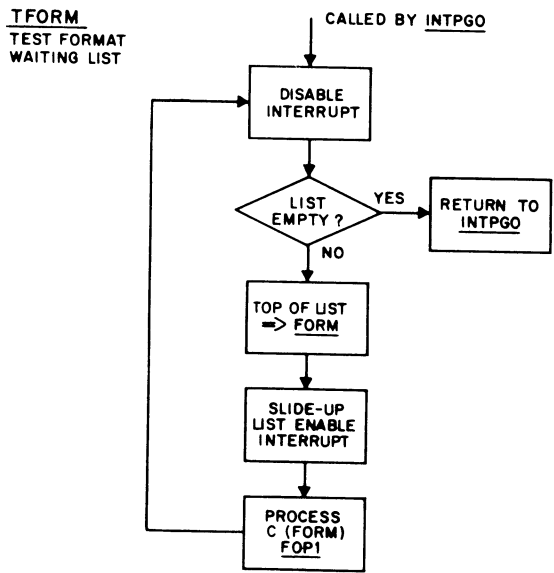 TFORM
TEST FORMAT
WAITING LIST
CALLED BY INTPGO
DISABLE
INTERRUPT
LIST
EMPTY?
YES
RETURN TO
INTPGO
NO
TOP OF LIST
=> FORM
SLIDE-UP
LIST ENABLE
INTERRUPT
PROCESS
C (FORM)
FOP1